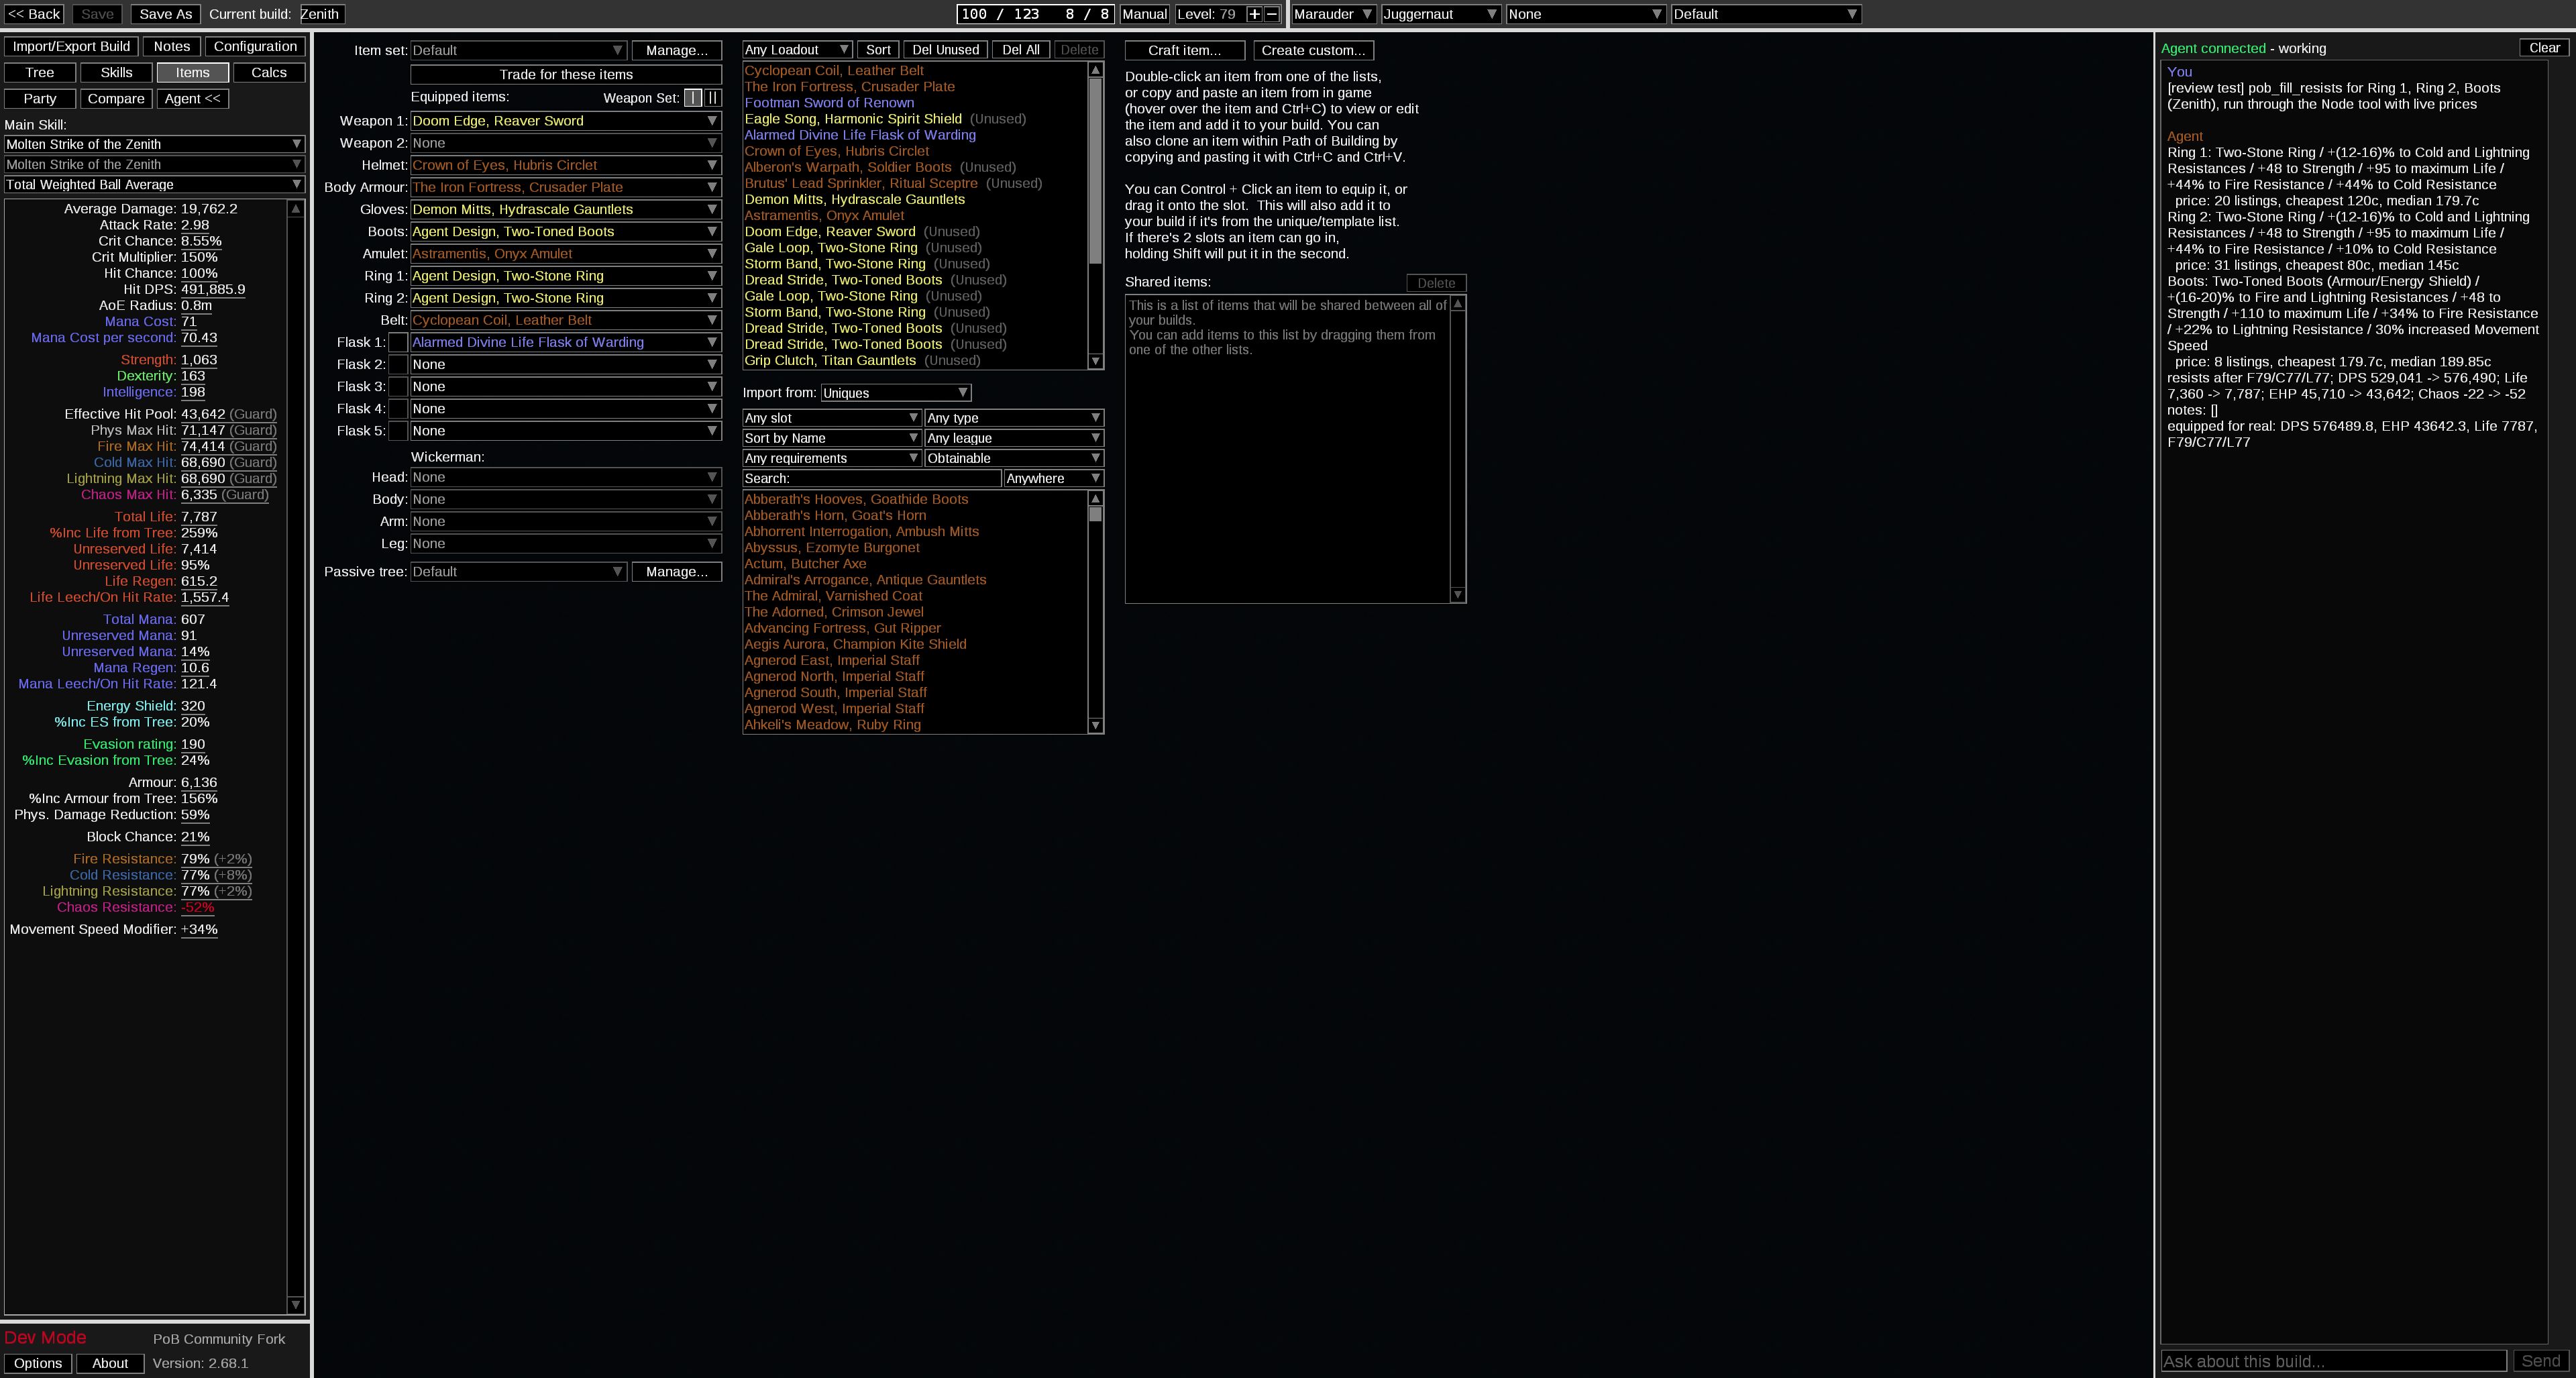 << Back Save Save As Current build: Zenith 100 / 123 8 / 8 Manual Level: 79 + − Marauder Juggernaut None Default
Import/Export Build Notes Configuration
Tree Skills Items Calcs
Party Compare Agent <<
Main Skill:
Molten Strike of the Zenith
Molten Strike of the Zenith
Total Weighted Ball Average
Average Damage: 19,762.2
Attack Rate: 2.98
Crit Chance: 8.55%
Crit Multiplier: 150%
Hit Chance: 100%
Hit DPS: 491,885.9
AoE Radius: 0.8m
Mana Cost: 71
Mana Cost per second: 70.43
Strength: 1,063
Dexterity: 163
Intelligence: 198
Effective Hit Pool: 43,642 (Guard)
Phys Max Hit: 71,147 (Guard)
Fire Max Hit: 74,414 (Guard)
Cold Max Hit: 68,690 (Guard)
Lightning Max Hit: 68,690 (Guard)
Chaos Max Hit: 6,335 (Guard)
Total Life: 7,787
%Inc Life from Tree: 259%
Unreserved Life: 7,414
Unreserved Life: 95%
Life Regen: 615.2
Life Leech/On Hit Rate: 1,557.4
Total Mana: 607
Unreserved Mana: 91
Unreserved Mana: 14%
Mana Regen: 10.6
Mana Leech/On Hit Rate: 121.4
Energy Shield: 320
%Inc ES from Tree: 20%
Evasion rating: 190
%Inc Evasion from Tree: 24%
Armour: 6,136
%Inc Armour from Tree: 156%
Phys. Damage Reduction: 59%
Block Chance: 21%
Fire Resistance: 79% (+2%)
Cold Resistance: 77% (+8%)
Lightning Resistance: 77% (+2%)
Chaos Resistance: -52%
Movement Speed Modifier: +34%
Dev Mode PoB Community Fork
Options About Version: 2.68.1
Item set: Default Manage...
Trade for these items
Equipped items: Weapon Set: | ||
Weapon 1: Doom Edge, Reaver Sword
Weapon 2: None
Helmet: Crown of Eyes, Hubris Circlet
Body Armour: The Iron Fortress, Crusader Plate
Gloves: Demon Mitts, Hydrascale Gauntlets
Boots: Agent Design, Two-Toned Boots
Amulet: Astramentis, Onyx Amulet
Ring 1: Agent Design, Two-Stone Ring
Ring 2: Agent Design, Two-Stone Ring
Belt: Cyclopean Coil, Leather Belt
Flask 1: Alarmed Divine Life Flask of Warding
Flask 2: None
Flask 3: None
Flask 4: None
Flask 5: None
Wickerman:
Head: None
Body: None
Arm: None
Leg: None
Passive tree: Default Manage...
Any Loadout Sort Del Unused Del All Delete
Cyclopean Coil, Leather Belt
The Iron Fortress, Crusader Plate
Footman Sword of Renown
Eagle Song, Harmonic Spirit Shield (Unused)
Alarmed Divine Life Flask of Warding
Crown of Eyes, Hubris Circlet
Alberon's Warpath, Soldier Boots (Unused)
Brutus' Lead Sprinkler, Ritual Sceptre (Unused)
Demon Mitts, Hydrascale Gauntlets
Astramentis, Onyx Amulet
Doom Edge, Reaver Sword (Unused)
Gale Loop, Two-Stone Ring (Unused)
Storm Band, Two-Stone Ring (Unused)
Dread Stride, Two-Toned Boots (Unused)
Gale Loop, Two-Stone Ring (Unused)
Storm Band, Two-Stone Ring (Unused)
Dread Stride, Two-Toned Boots (Unused)
Dread Stride, Two-Toned Boots (Unused)
Grip Clutch, Titan Gauntlets (Unused)
Import from: Uniques
Any slot Any type
Sort by Name Any league
Any requirements Obtainable
Search: Anywhere
Abberath's Hooves, Goathide Boots
Abberath's Horn, Goat's Horn
Abhorrent Interrogation, Ambush Mitts
Abyssus, Ezomyte Burgonet
Actum, Butcher Axe
Admiral's Arrogance, Antique Gauntlets
The Admiral, Varnished Coat
The Adorned, Crimson Jewel
Advancing Fortress, Gut Ripper
Aegis Aurora, Champion Kite Shield
Agnerod East, Imperial Staff
Agnerod North, Imperial Staff
Agnerod South, Imperial Staff
Agnerod West, Imperial Staff
Ahkeli's Meadow, Ruby Ring
Craft item... Create custom...
Double-click an item from one of the lists,
or copy and paste an item from in game
(hover over the item and Ctrl+C) to view or edit
the item and add it to your build. You can
also clone an item within Path of Building by
copying and pasting it with Ctrl+C and Ctrl+V.
You can Control + Click an item to equip it, or
drag it onto the slot. This will also add it to
your build if it's from the unique/template list.
If there's 2 slots an item can go in,
holding Shift will put it in the second.
Shared items: Delete
This is a list of items that will be shared between all of
your builds.
You can add items to this list by dragging them from
one of the other lists.
Agent connected - working Clear
You
[review test] pob_fill_resists for Ring 1, Ring 2, Boots
(Zenith), run through the Node tool with live prices
Agent
Ring 1: Two-Stone Ring / +(12-16)% to Cold and Lightning
Resistances / +48 to Strength / +95 to maximum Life /
+44% to Fire Resistance / +44% to Cold Resistance
price: 20 listings, cheapest 120c, median 179.7c
Ring 2: Two-Stone Ring / +(12-16)% to Cold and Lightning
Resistances / +48 to Strength / +95 to maximum Life /
+44% to Fire Resistance / +10% to Cold Resistance
price: 31 listings, cheapest 80c, median 145c
Boots: Two-Toned Boots (Armour/Energy Shield) /
+(16-20)% to Fire and Lightning Resistances / +48 to
Strength / +110 to maximum Life / +34% to Fire Resistance
/ +22% to Lightning Resistance / 30% increased Movement
Speed
price: 8 listings, cheapest 179.7c, median 189.85c
resists after F79/C77/L77; DPS 529,041 -> 576,490; Life
7,360 -> 7,787; EHP 45,710 -> 43,642; Chaos -22 -> -52
notes: []
equipped for real: DPS 576489.8, EHP 43642.3, Life 7787,
F79/C77/L77
Ask about this build... Send